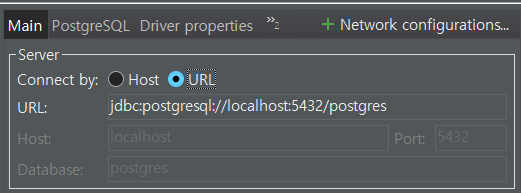 Main PostgreSQL Driver properties »2 + Network configurations...
Server
Connect by: Host URL
URL: jdbc:postgresql://localhost:5432/postgres
Host: localhost Port: 5432
Database: postgres